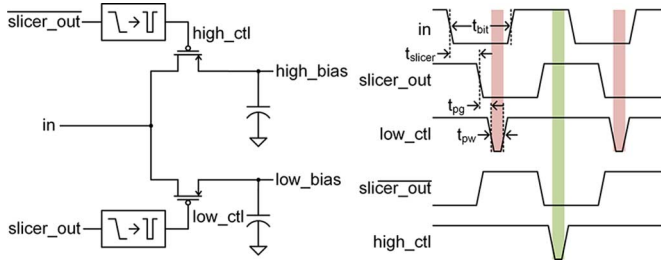 slicer_out
high_ctl
high_bias
in
low_bias
low_ctl
slicer_out
in
t_bit
t_slicer
slicer_out
t_pg
low_ctl
t_pw
slicer_out
high_ctl